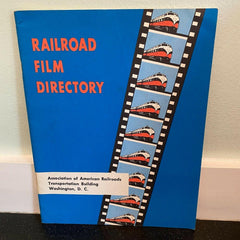 RAILROAD
FILM
DIRECTORY
Association of American Railroads
Transportation Building
Washington, D. C.